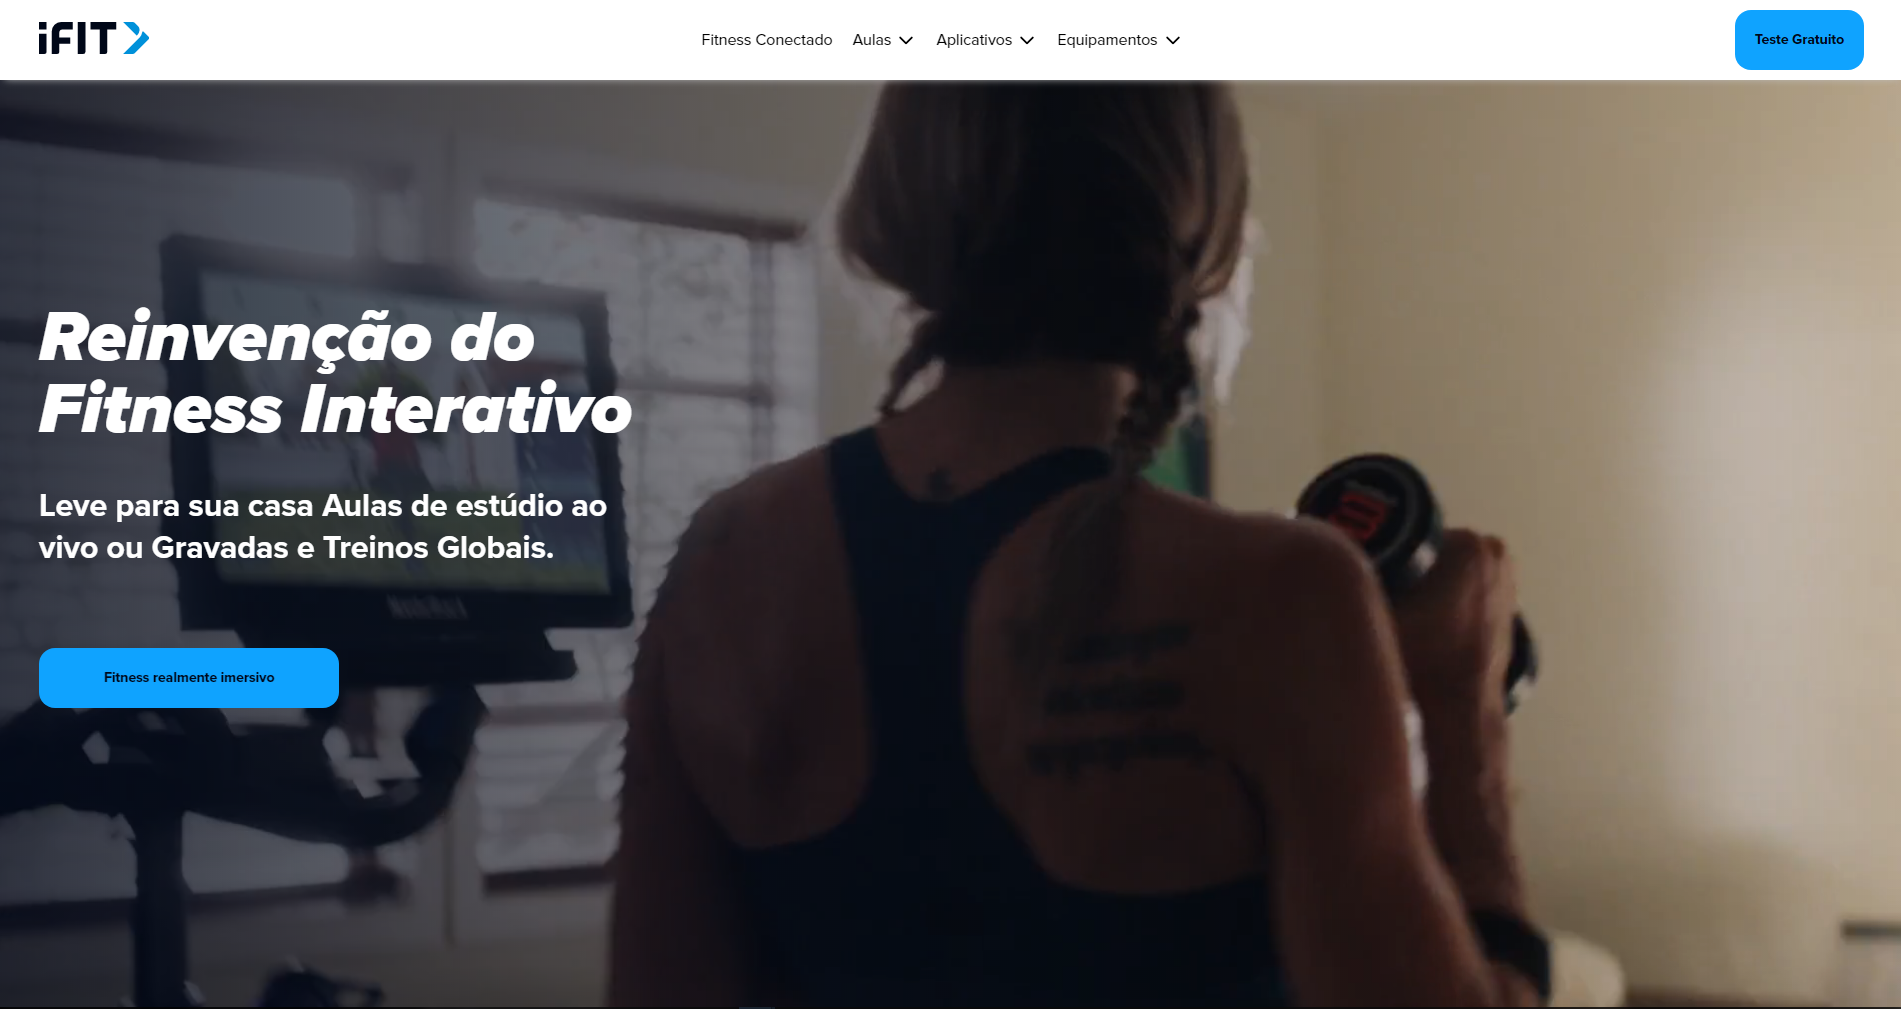 iFIT
Fitness Conectado
Aulas
Aplicativos
Equipamentos
Teste Gratuito
Reinvenção do
Fitness Interativo
Leve para sua casa Aulas de estúdio ao
vivo ou Gravadas e Treinos Globais.
NordicTrack
Fitness realmente imersivo